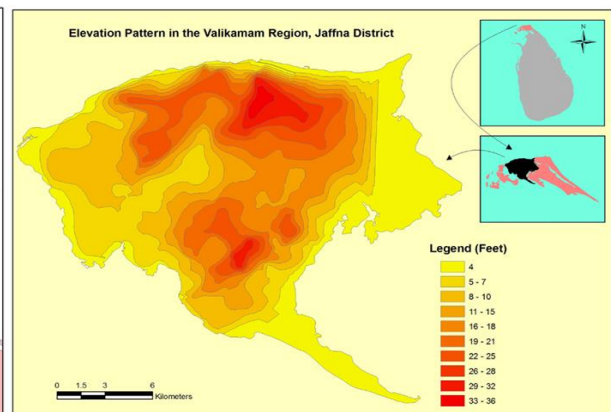 Elevation Pattern in the Valikamam Region, Jaffna District
N
Legend (Feet)
4
5 - 7
8 - 10
11 - 15
16 - 18
19 - 21
22 - 25
26 - 28
29 - 32
33 - 36
0 1.5 3 6
Kilometers